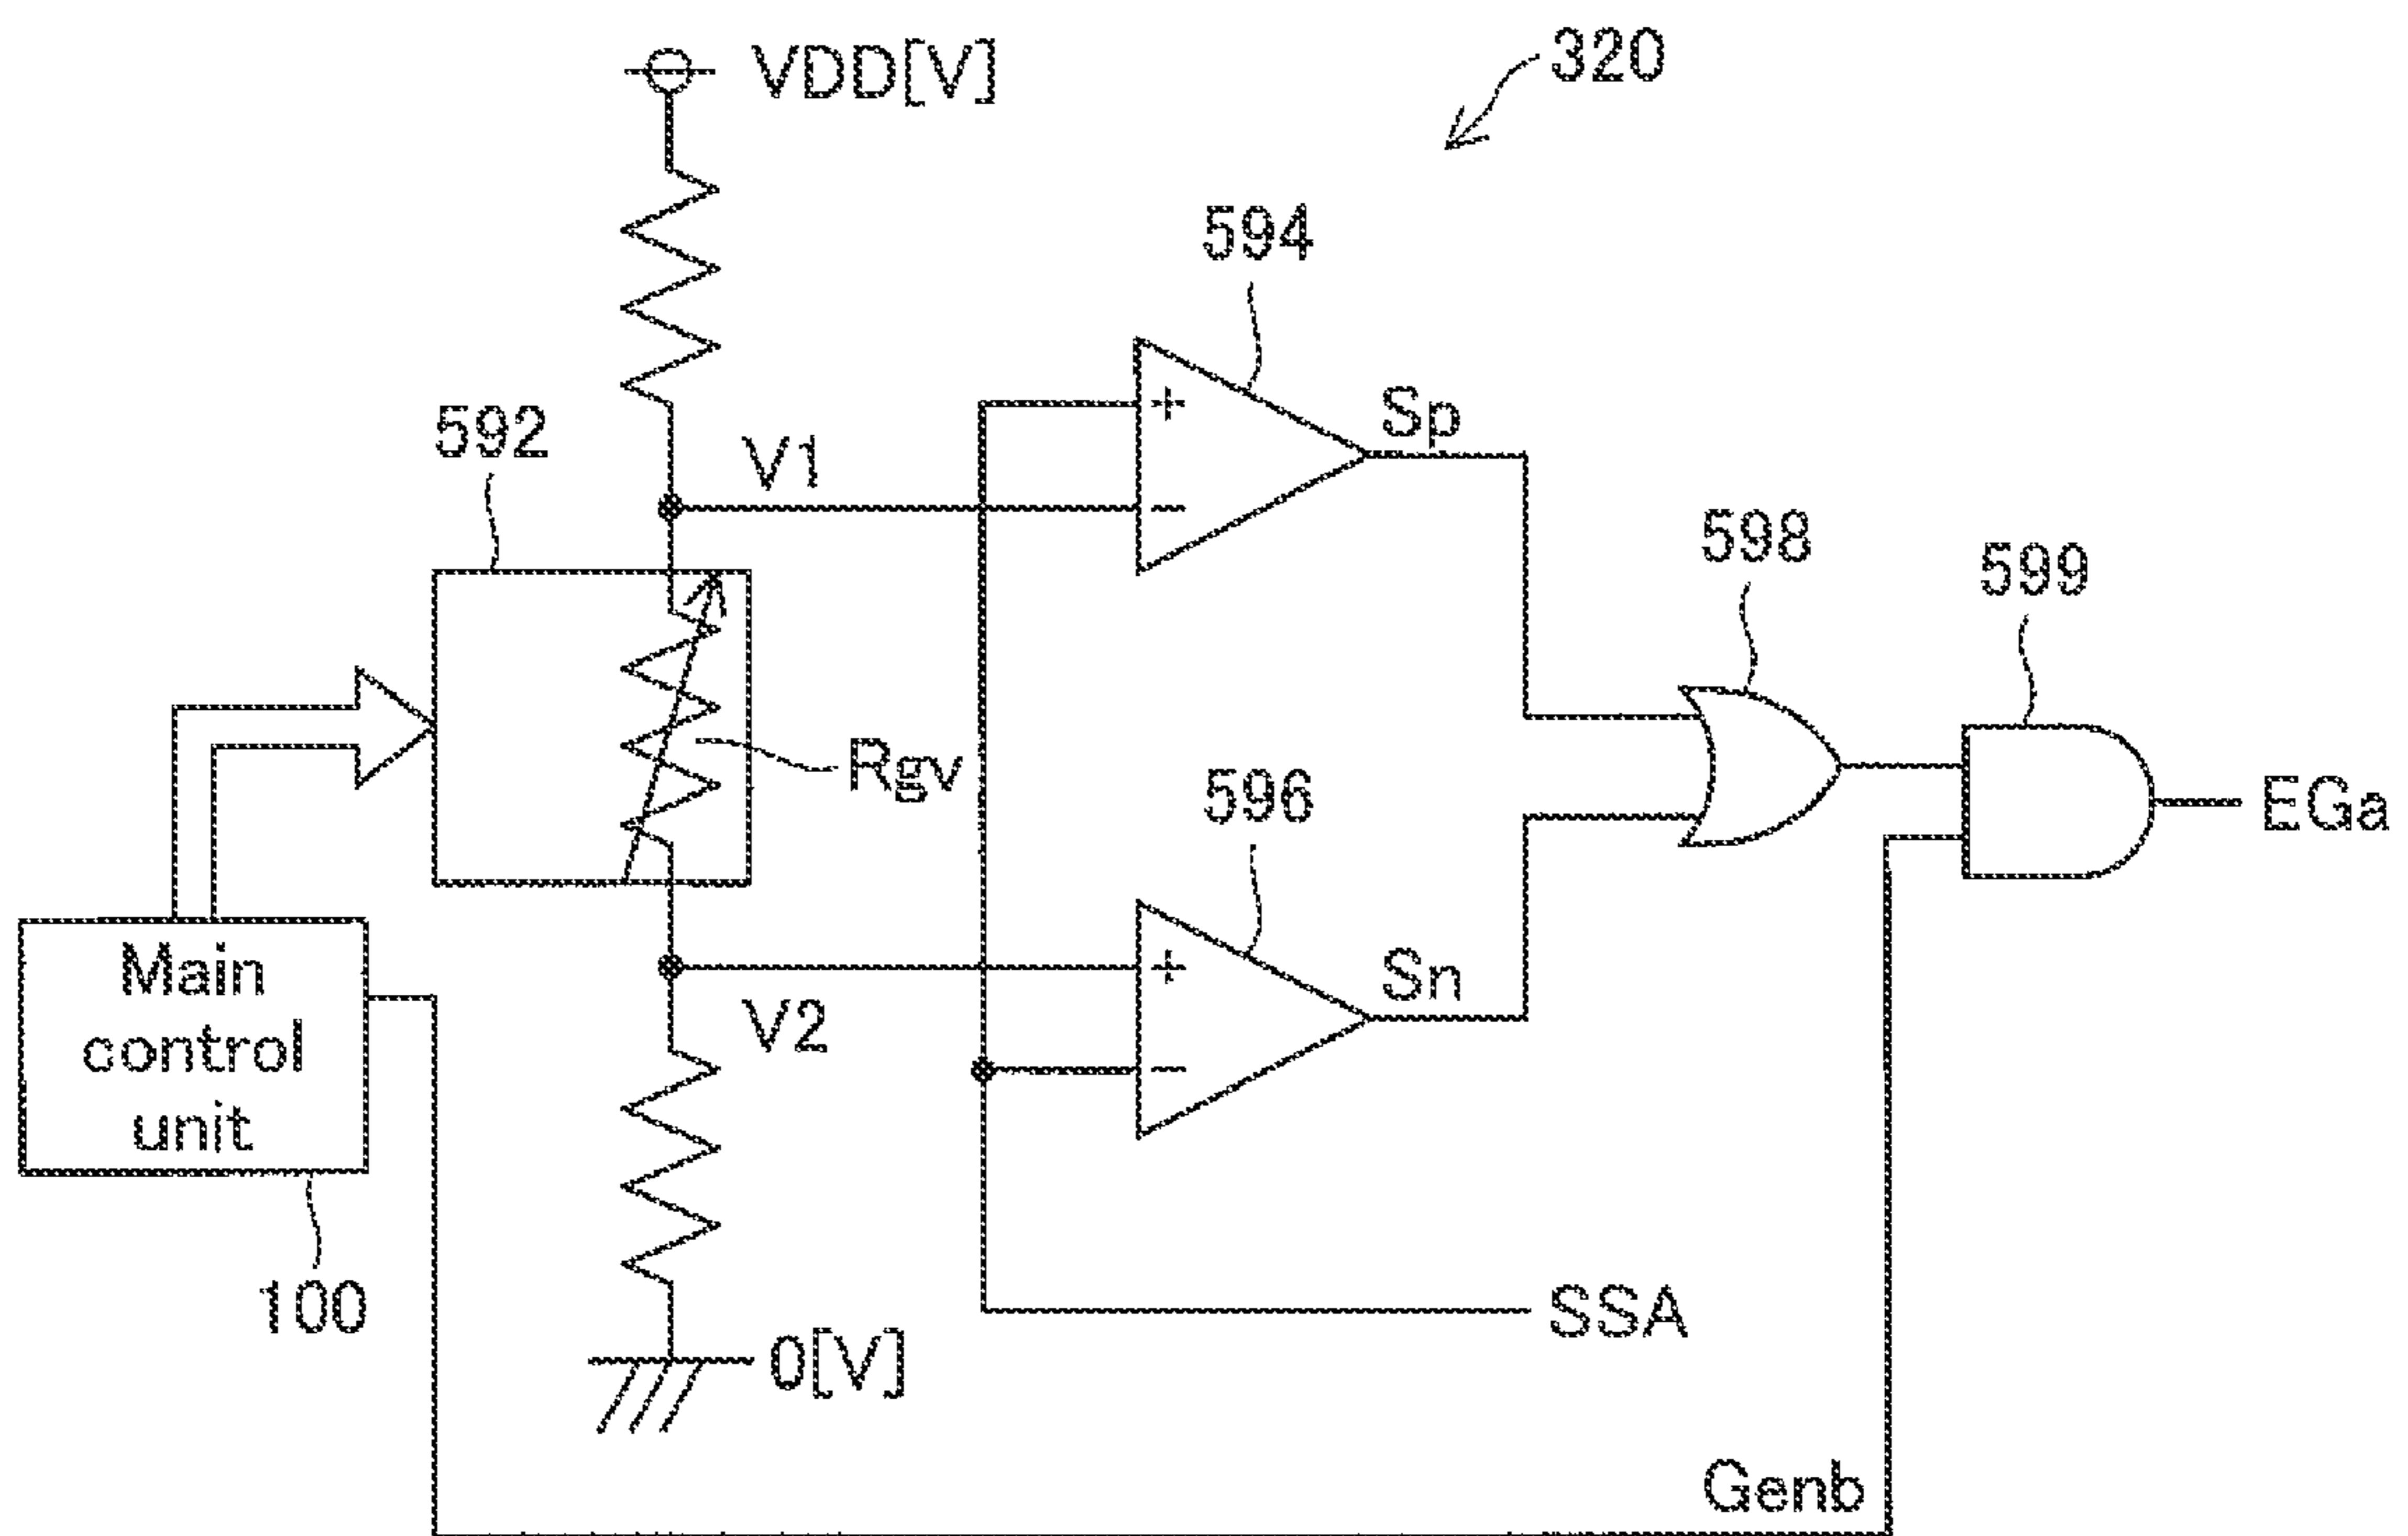 VDD[V]
320
594
592
V1
+
Sp
−
598
599
Rgv
596
EGa
Main
control
unit
+
Sn
V2
−
100
SSA
0[V]
Genb